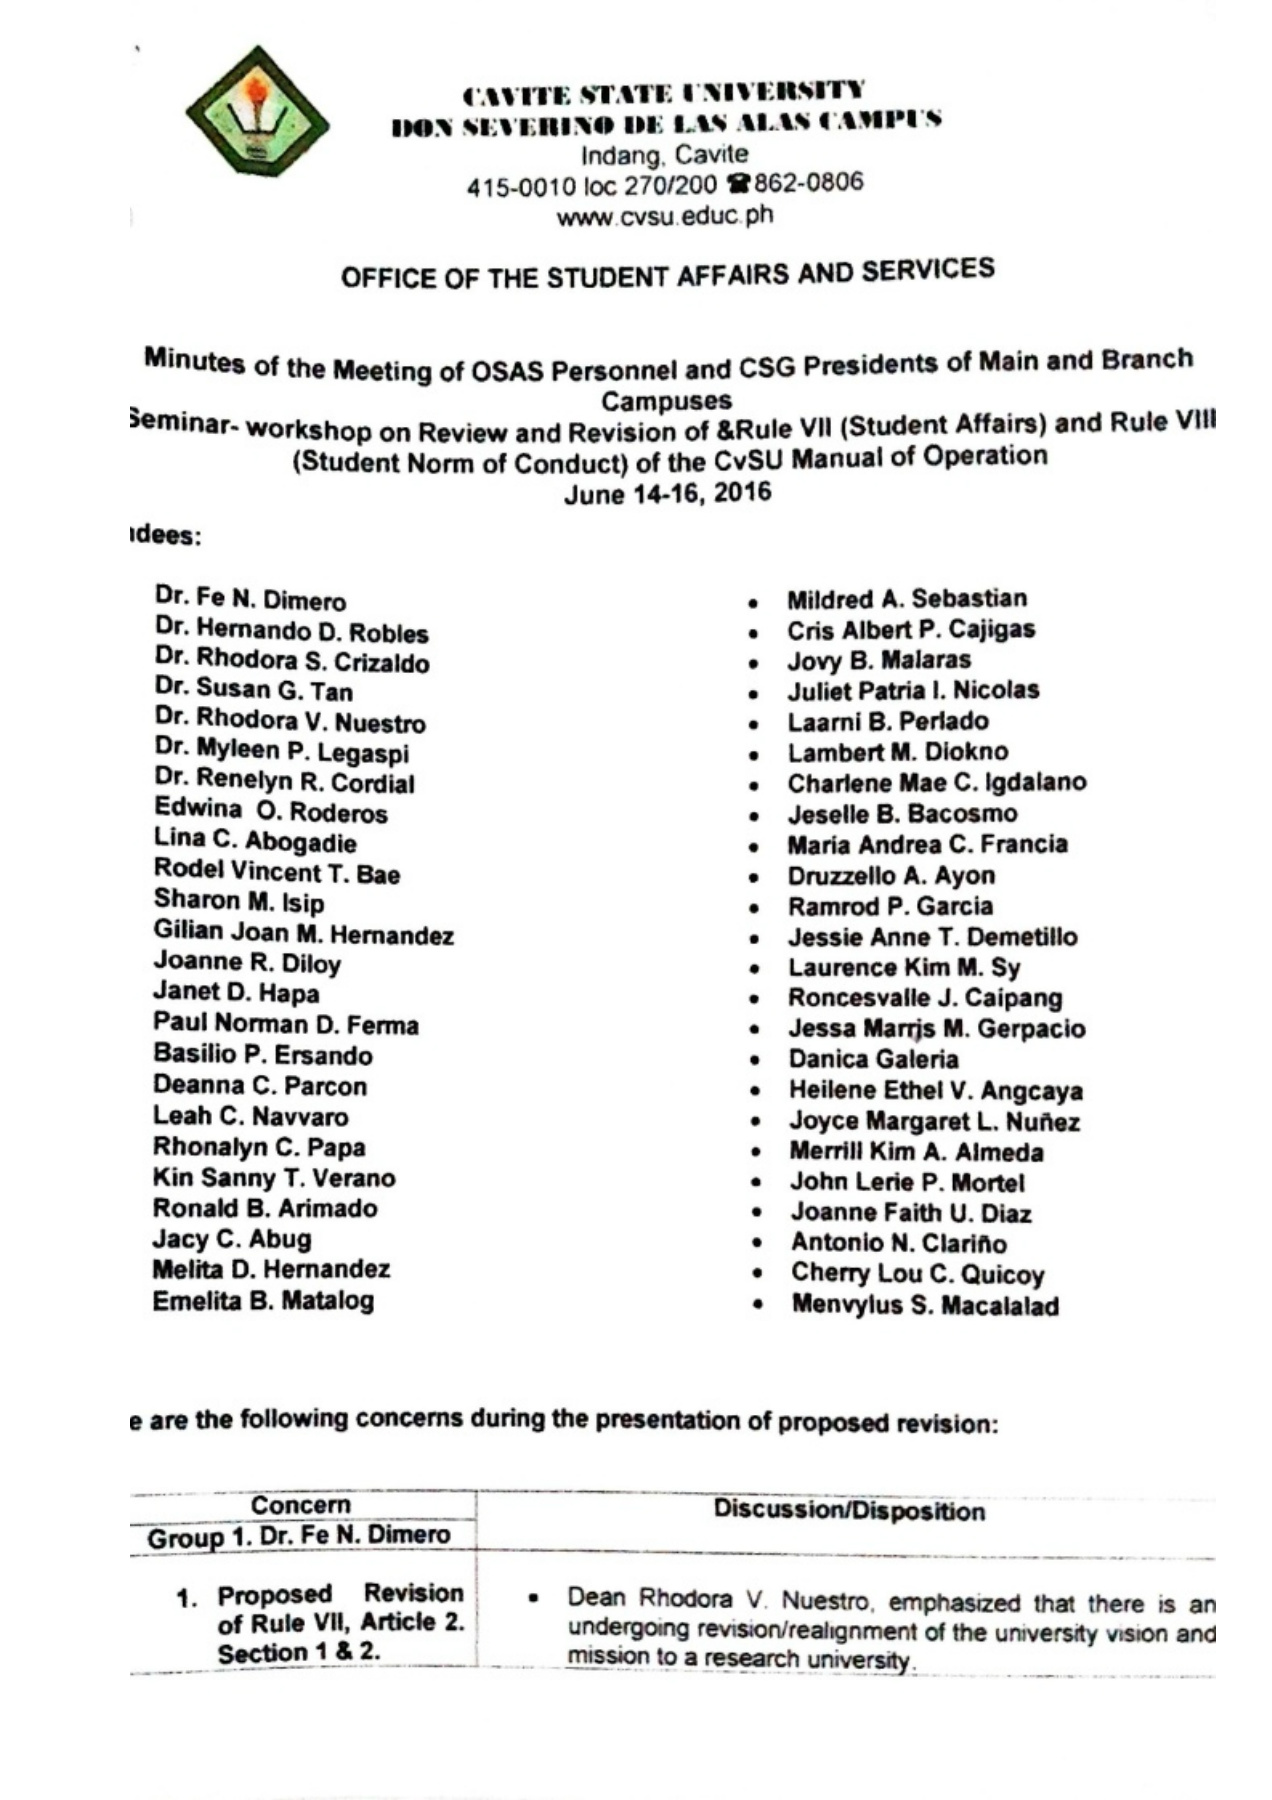 CAVITE STATE UNIVERSITY
DON SEVERINO DE LAS ALAS CAMPUS
Indang, Cavite
415-0010 loc 270/200 ☎862-0806
www.cvsu.educ.ph
OFFICE OF THE STUDENT AFFAIRS AND SERVICES
Minutes of the Meeting of OSAS Personnel and CSG Presidents of Main and Branch
Campuses
Seminar- workshop on Review and Revision of &Rule VII (Student Affairs) and Rule VIII
(Student Norm of Conduct) of the CvSU Manual of Operation
June 14-16, 2016
dees:
Dr. Fe N. Dimero
Dr. Hernando D. Robles
Dr. Rhodora S. Crizaldo
Dr. Susan G. Tan
Dr. Rhodora V. Nuestro
Dr. Myleen P. Legaspi
Dr. Renelyn R. Cordial
Edwina O. Roderos
Lina C. Abogadie
Rodel Vincent T. Bae
Sharon M. Isip
Gilian Joan M. Hernandez
Joanne R. Diloy
Janet D. Hapa
Paul Norman D. Ferma
Basilio P. Ersando
Deanna C. Parcon
Leah C. Navvaro
Rhonalyn C. Papa
Kin Sanny T. Verano
Ronald B. Arimado
Jacy C. Abug
Melita D. Hernandez
Emelita B. Matalog
• Mildred A. Sebastian
• Cris Albert P. Cajigas
• Jovy B. Malaras
• Juliet Patria I. Nicolas
• Laarni B. Perlado
• Lambert M. Diokno
• Charlene Mae C. Igdalano
• Jeselle B. Bacosmo
• Maria Andrea C. Francia
• Druzzello A. Ayon
• Ramrod P. Garcia
• Jessie Anne T. Demetillo
• Laurence Kim M. Sy
• Roncesvalle J. Caipang
• Jessa Marris M. Gerpacio
• Danica Galeria
• Heilene Ethel V. Angcaya
• Joyce Margaret L. Nuñez
• Merrill Kim A. Almeda
• John Lerie P. Mortel
• Joanne Faith U. Diaz
• Antonio N. Clariño
• Cherry Lou C. Quicoy
• Menvylus S. Macalalad
e are the following concerns during the presentation of proposed revision:
Concern
Discussion/Disposition
Group 1. Dr. Fe N. Dimero
1. Proposed Revision
of Rule VII, Article 2.
Section 1 & 2.
• Dean Rhodora V. Nuestro, emphasized that there is an
undergoing revision/realignment of the university vision and
mission to a research university.